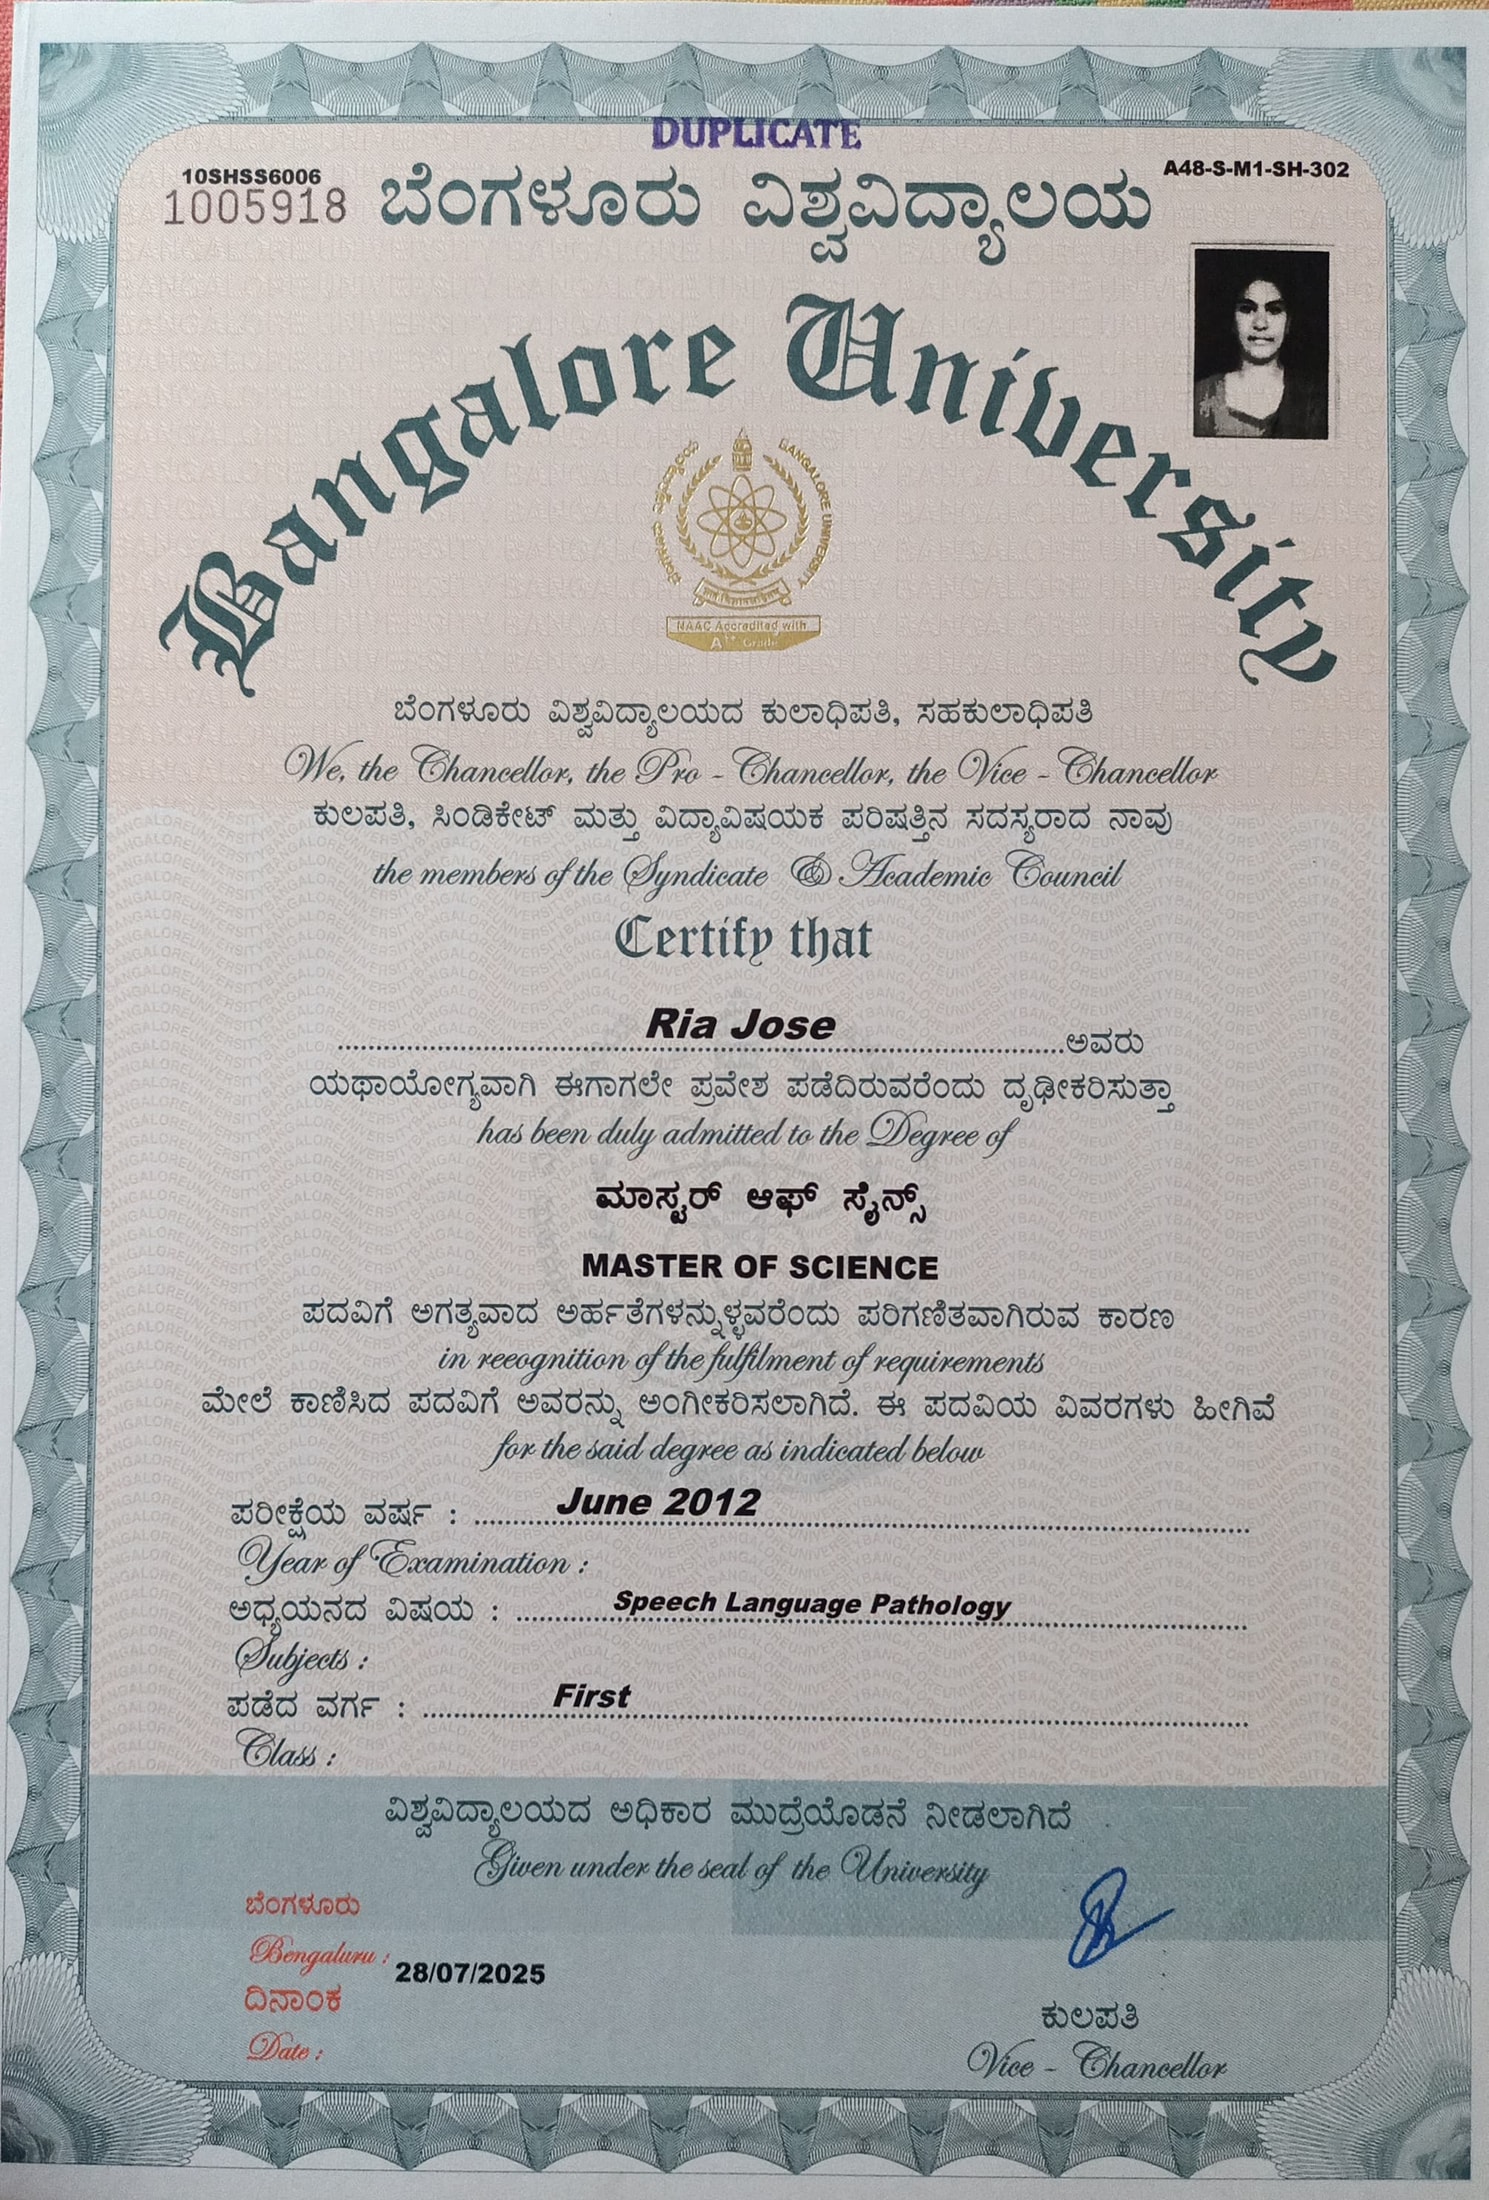 DUPLICATE
10SHSS6006
A48-S-M1-SH-302
1005918
ಬೆಂಗಳೂರು ವಿಶ್ವವಿದ್ಯಾಲಯ
Bangalore University
BANGALORE UNIVERSITY
NAAC Accredited with
A++ Grade
ಬೆಂಗಳೂರು ವಿಶ್ವವಿದ್ಯಾಲಯದ ಕುಲಾಧಿಪತಿ, ಸಹಕುಲಾಧಿಪತಿ
We, the Chancellor, the Pro - Chancellor, the Vice - Chancellor
ಕುಲಪತಿ, ಸಿಂಡಿಕೇಟ್ ಮತ್ತು ವಿದ್ಯಾವಿಷಯಕ ಪರಿಷತ್ತಿನ ಸದಸ್ಯರಾದ ನಾವು
the members of the Syndicate & Academic Council
Certify that
Ria Jose ಅವರು
ಯಥಾಯೋಗ್ಯವಾಗಿ ಈಗಾಗಲೇ ಪ್ರವೇಶ ಪಡೆದಿರುವರೆಂದು ದೃಢೀಕರಿಸುತ್ತಾ
has been duly admitted to the Degree of
ಮಾಸ್ಟರ್ ಆಫ್ ಸೈನ್ಸ್
MASTER OF SCIENCE
ಪದವಿಗೆ ಅಗತ್ಯವಾದ ಅರ್ಹತೆಗಳನ್ನುಳ್ಳವರೆಂದು ಪರಿಗಣಿತವಾಗಿರುವ ಕಾರಣ
in recognition of the fulfilment of requirements
ಮೇಲೆ ಕಾಣಿಸಿದ ಪದವಿಗೆ ಅವರನ್ನು ಅಂಗೀಕರಿಸಲಾಗಿದೆ. ಈ ಪದವಿಯ ವಿವರಗಳು ಹೀಗಿವೆ
for the said degree as indicated below
ಪರೀಕ್ಷೆಯ ವರ್ಷ : June 2012
Year of Examination :
ಅಧ್ಯಯನದ ವಿಷಯ : Speech Language Pathology
Subjects :
ಪಡೆದ ವರ್ಗ : First
Class :
ವಿಶ್ವವಿದ್ಯಾಲಯದ ಅಧಿಕಾರ ಮುದ್ರೆಯೊಡನೆ ನೀಡಲಾಗಿದೆ
Given under the seal of the University
ಬೆಂಗಳೂರು
Bengaluru :
28/07/2025
ದಿನಾಂಕ
Date :
ಕುಲಪತಿ
Vice - Chancellor